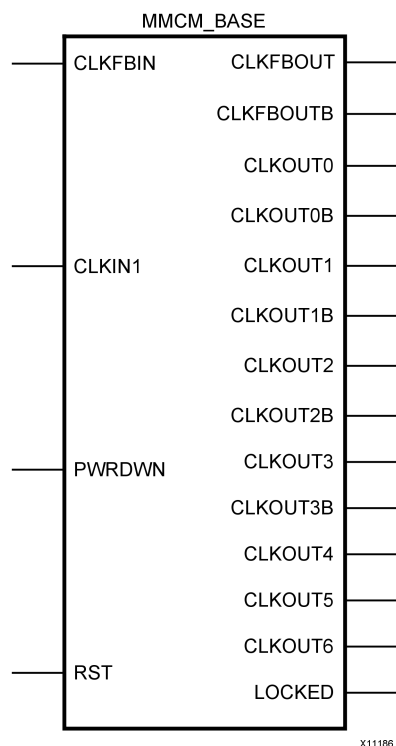 MMCM_BASE
CLKFBIN
CLKFBOUT
CLKFBOUTB
CLKOUT0
CLKOUT0B
CLKIN1
CLKOUT1
CLKOUT1B
CLKOUT2
CLKOUT2B
PWRDWN
CLKOUT3
CLKOUT3B
CLKOUT4
CLKOUT5
CLKOUT6
RST
LOCKED
X11186